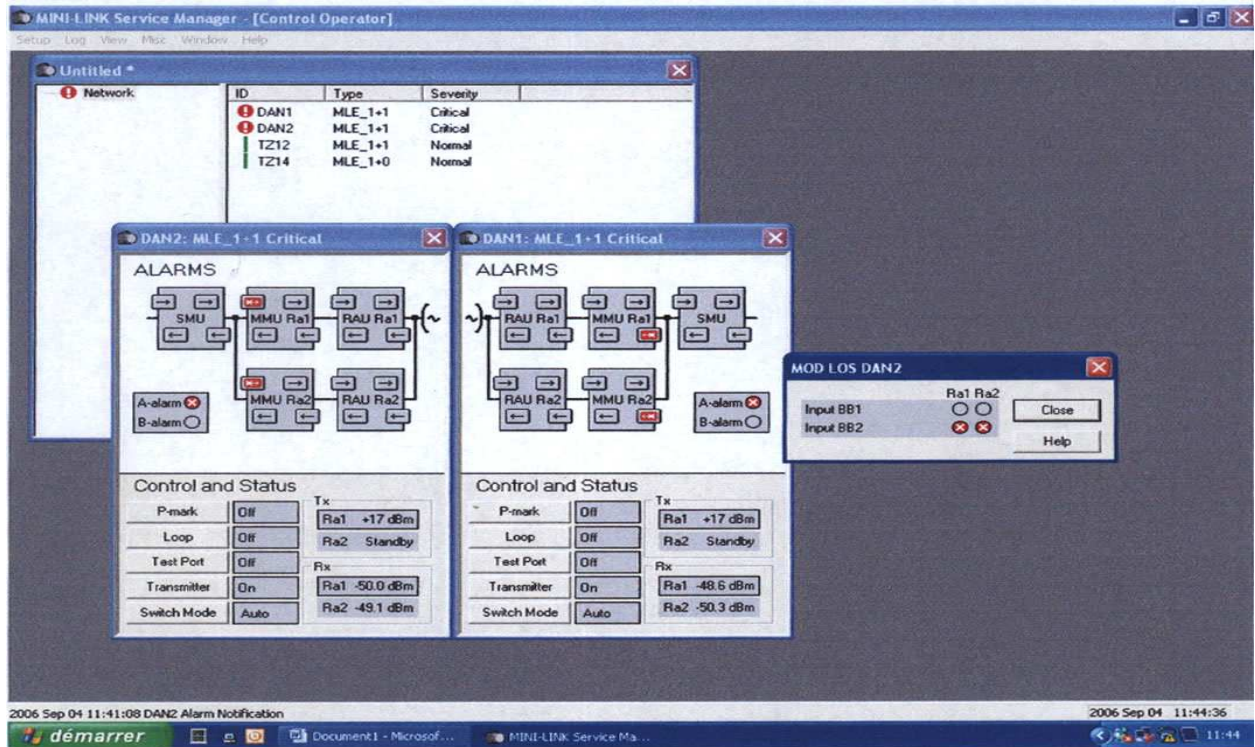 MINI-LINK Service Manager - [Control Operator]
Setup Log View Misc Window Help
Untitled *
Network
ID Type Severity
DAN1 MLE_1+1 Critical
DAN2 MLE_1+1 Critical
TZ12 MLE_1+1 Normal
TZ14 MLE_1+0 Normal
DAN2: MLE_1+1 Critical
ALARMS
SMU MMU Ra1 RAU Ra1
MMU Ra2 RAU Ra2
A-alarm
B-alarm
Control and Status
P-mark Off
Loop Off
Test Port Off
Transmitter On
Switch Mode Auto
Tx
Ra1 +17 dBm
Ra2 Standby
Rx
Ra1 -50.0 dBm
Ra2 -49.1 dBm
DAN1: MLE_1+1 Critical
ALARMS
RAU Ra1 MMU Ra1 SMU
RAU Ra2 MMU Ra2
A-alarm
B-alarm
Control and Status
P-mark Off
Loop Off
Test Port Off
Transmitter On
Switch Mode Auto
Tx
Ra1 +17 dBm
Ra2 Standby
Rx
Ra1 -48.6 dBm
Ra2 -50.3 dBm
MOD LOS DAN2
Ra1 Ra2
Input BB1
Input BB2
Close
Help
2006 Sep 04 11:41:08 DAN2 Alarm Notification
2006 Sep 04 11:44:36
démarrer
Document1 - Microsof...
MINI-LINK Service Ma...
11:44